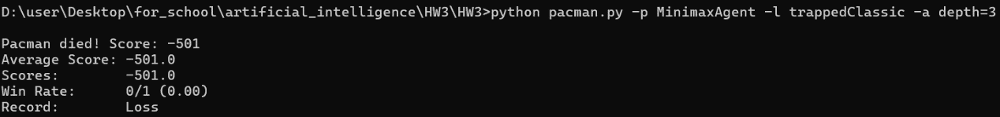 D:\user\Desktop\for_school\artificial_intelligence\HW3\HW3>python pacman.py -p MinimaxAgent -l trappedClassic -a depth=3
Pacman died! Score: -501
Average Score: -501.0
Scores:        -501.0
Win Rate:      0/1 (0.00)
Record:        Loss